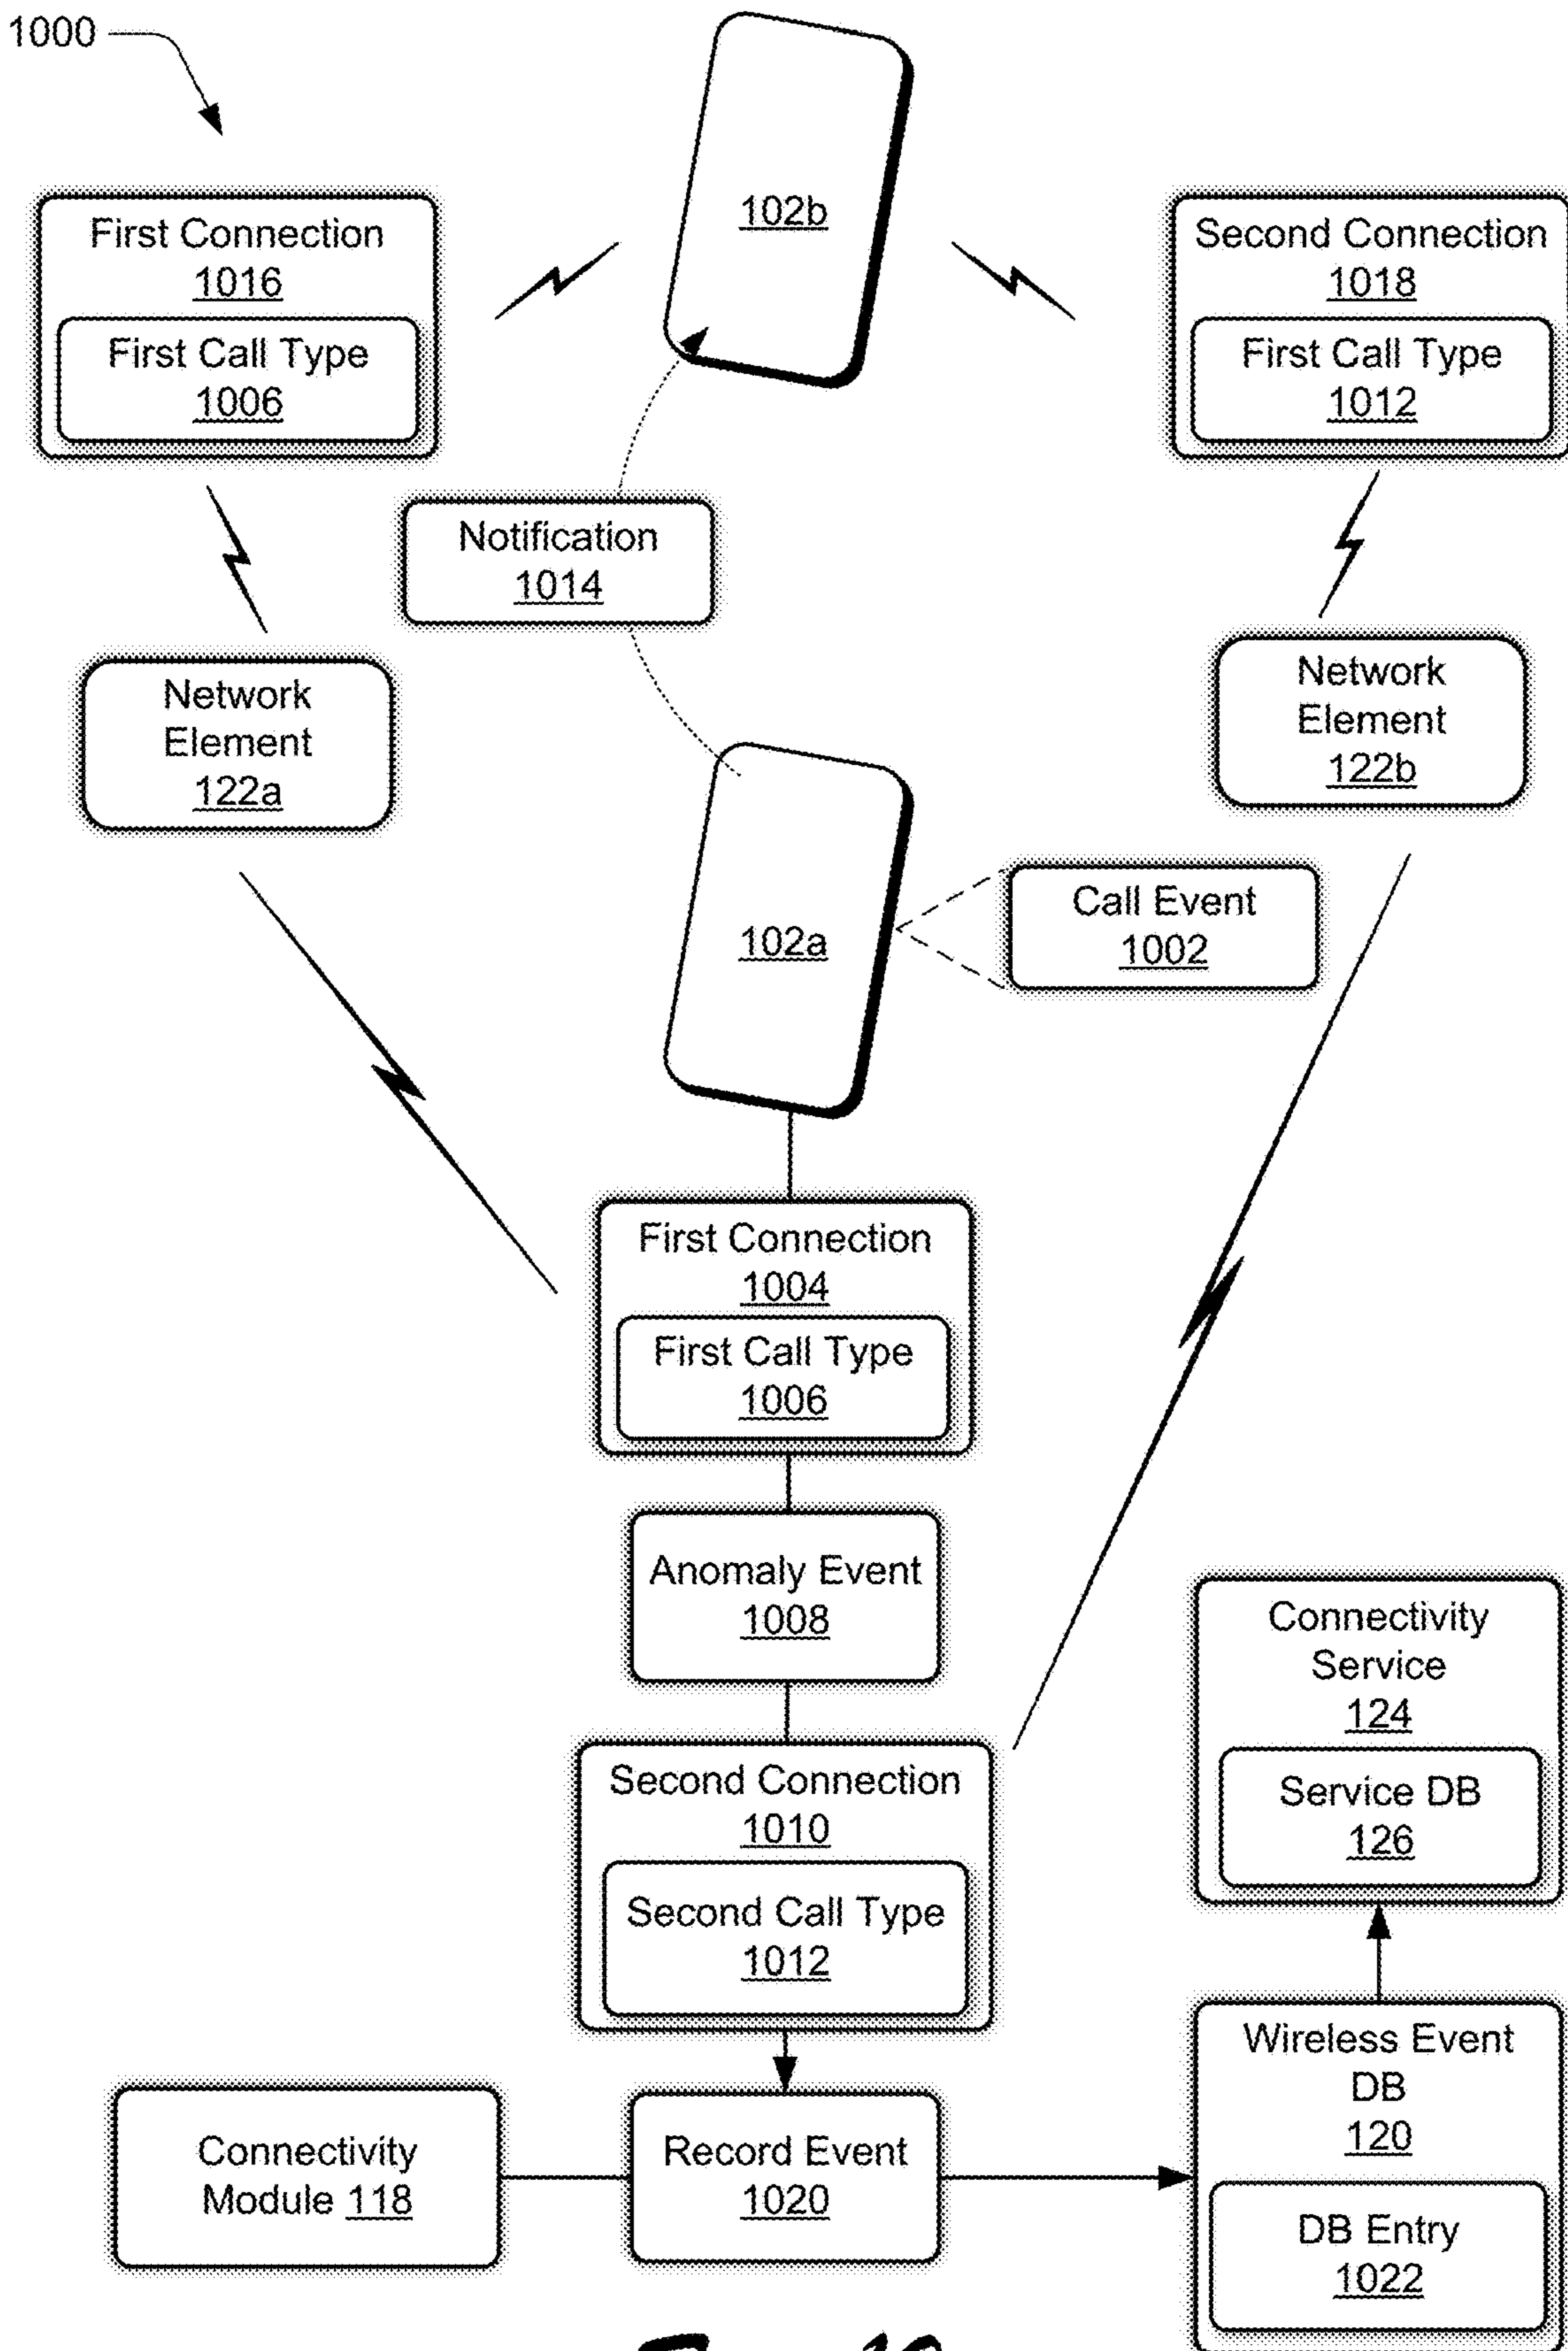 1000
102b
First Connection
1016
First Call Type
1006
Second Connection
1018
First Call Type
1012
Notification
1014
Network
Element
122a
Network
Element
122b
Call Event
1002
102a
First Connection
1004
First Call Type
1006
Anomaly Event
1008
Second Connection
1010
Second Call Type
1012
Connectivity
Service
124
Service DB
126
Connectivity
Module 118
Record Event
1020
Wireless Event
DB
120
DB Entry
1022